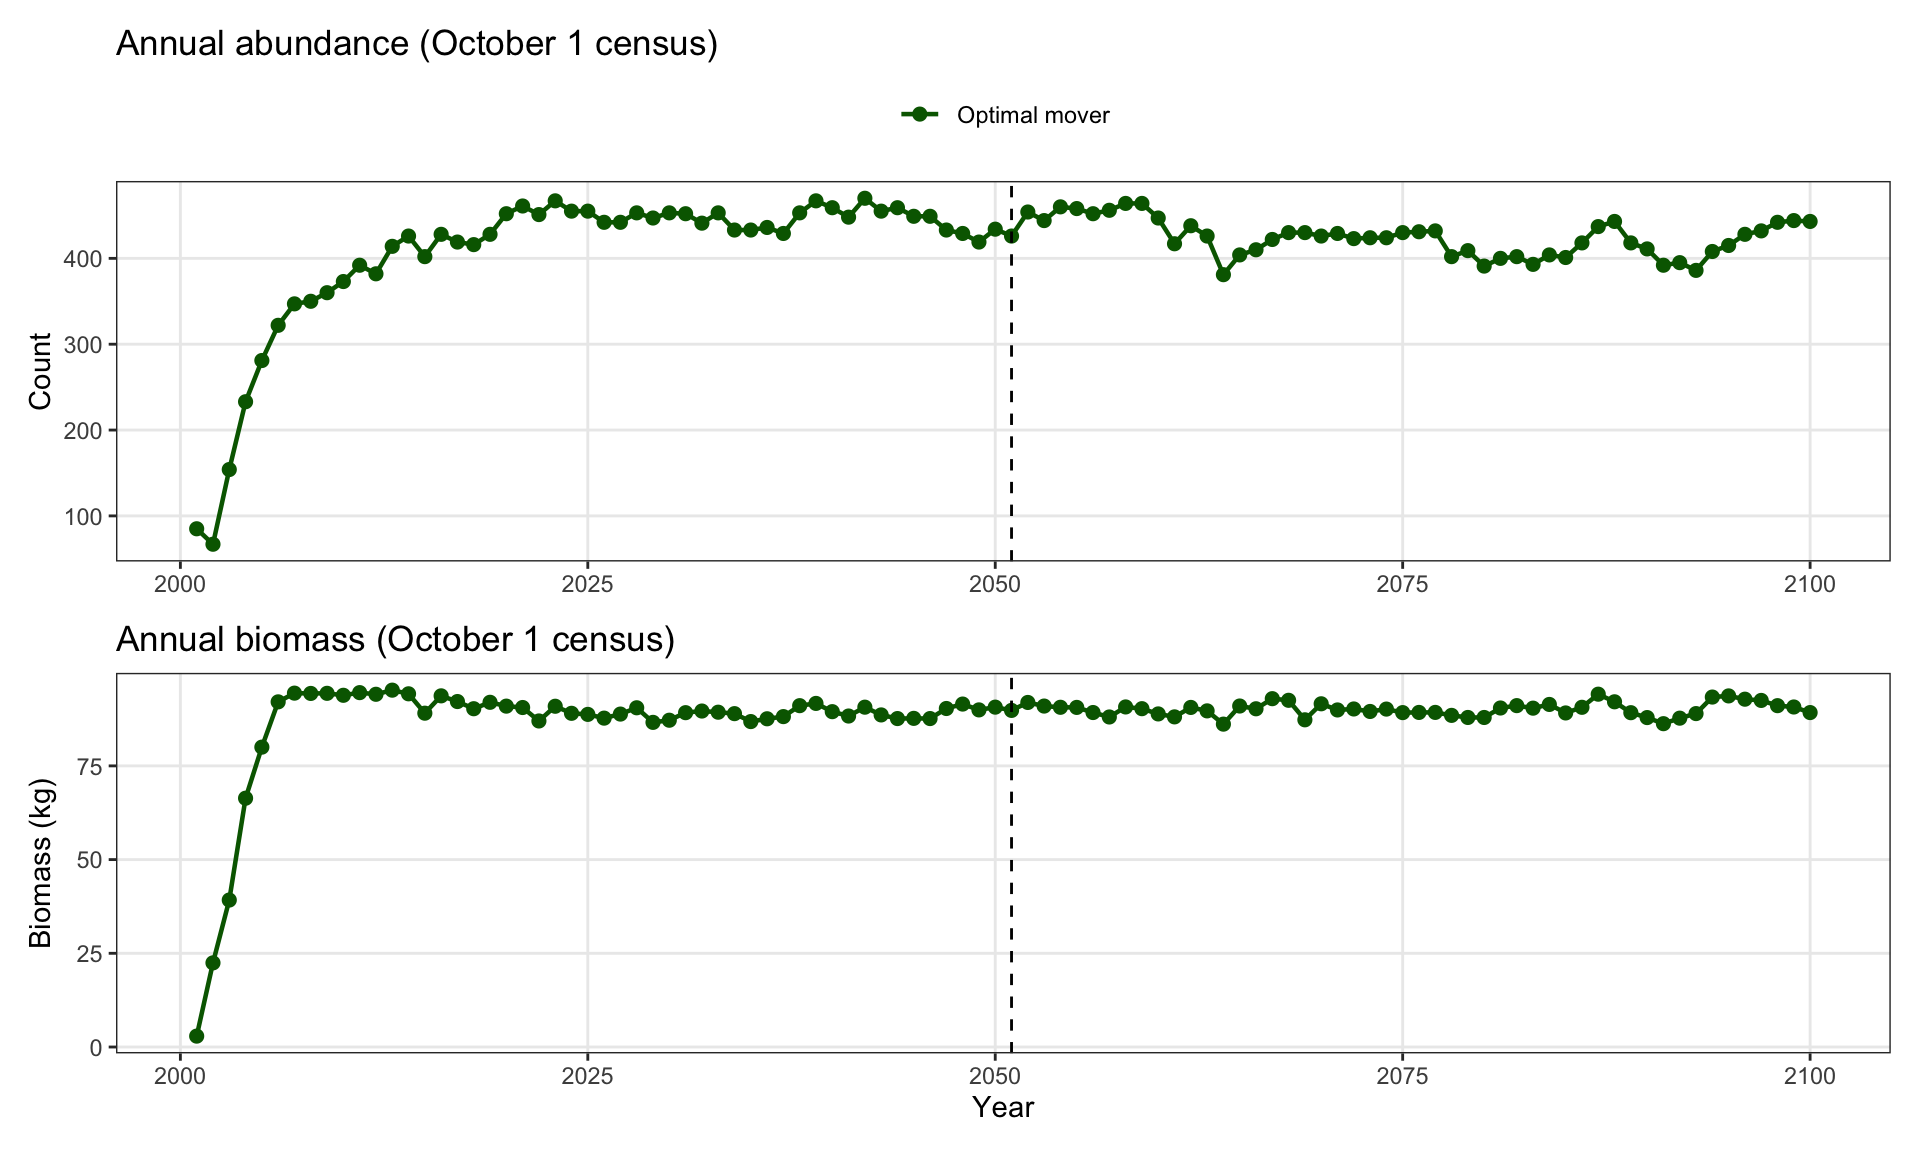 Annual abundance (October 1 census)
Optimal mover
Count
400
300
200
100
2000 2025 2050 2075 2100
Annual biomass (October 1 census)
Biomass (kg)
75
50
25
0
2000 2025 2050 2075 2100
Year